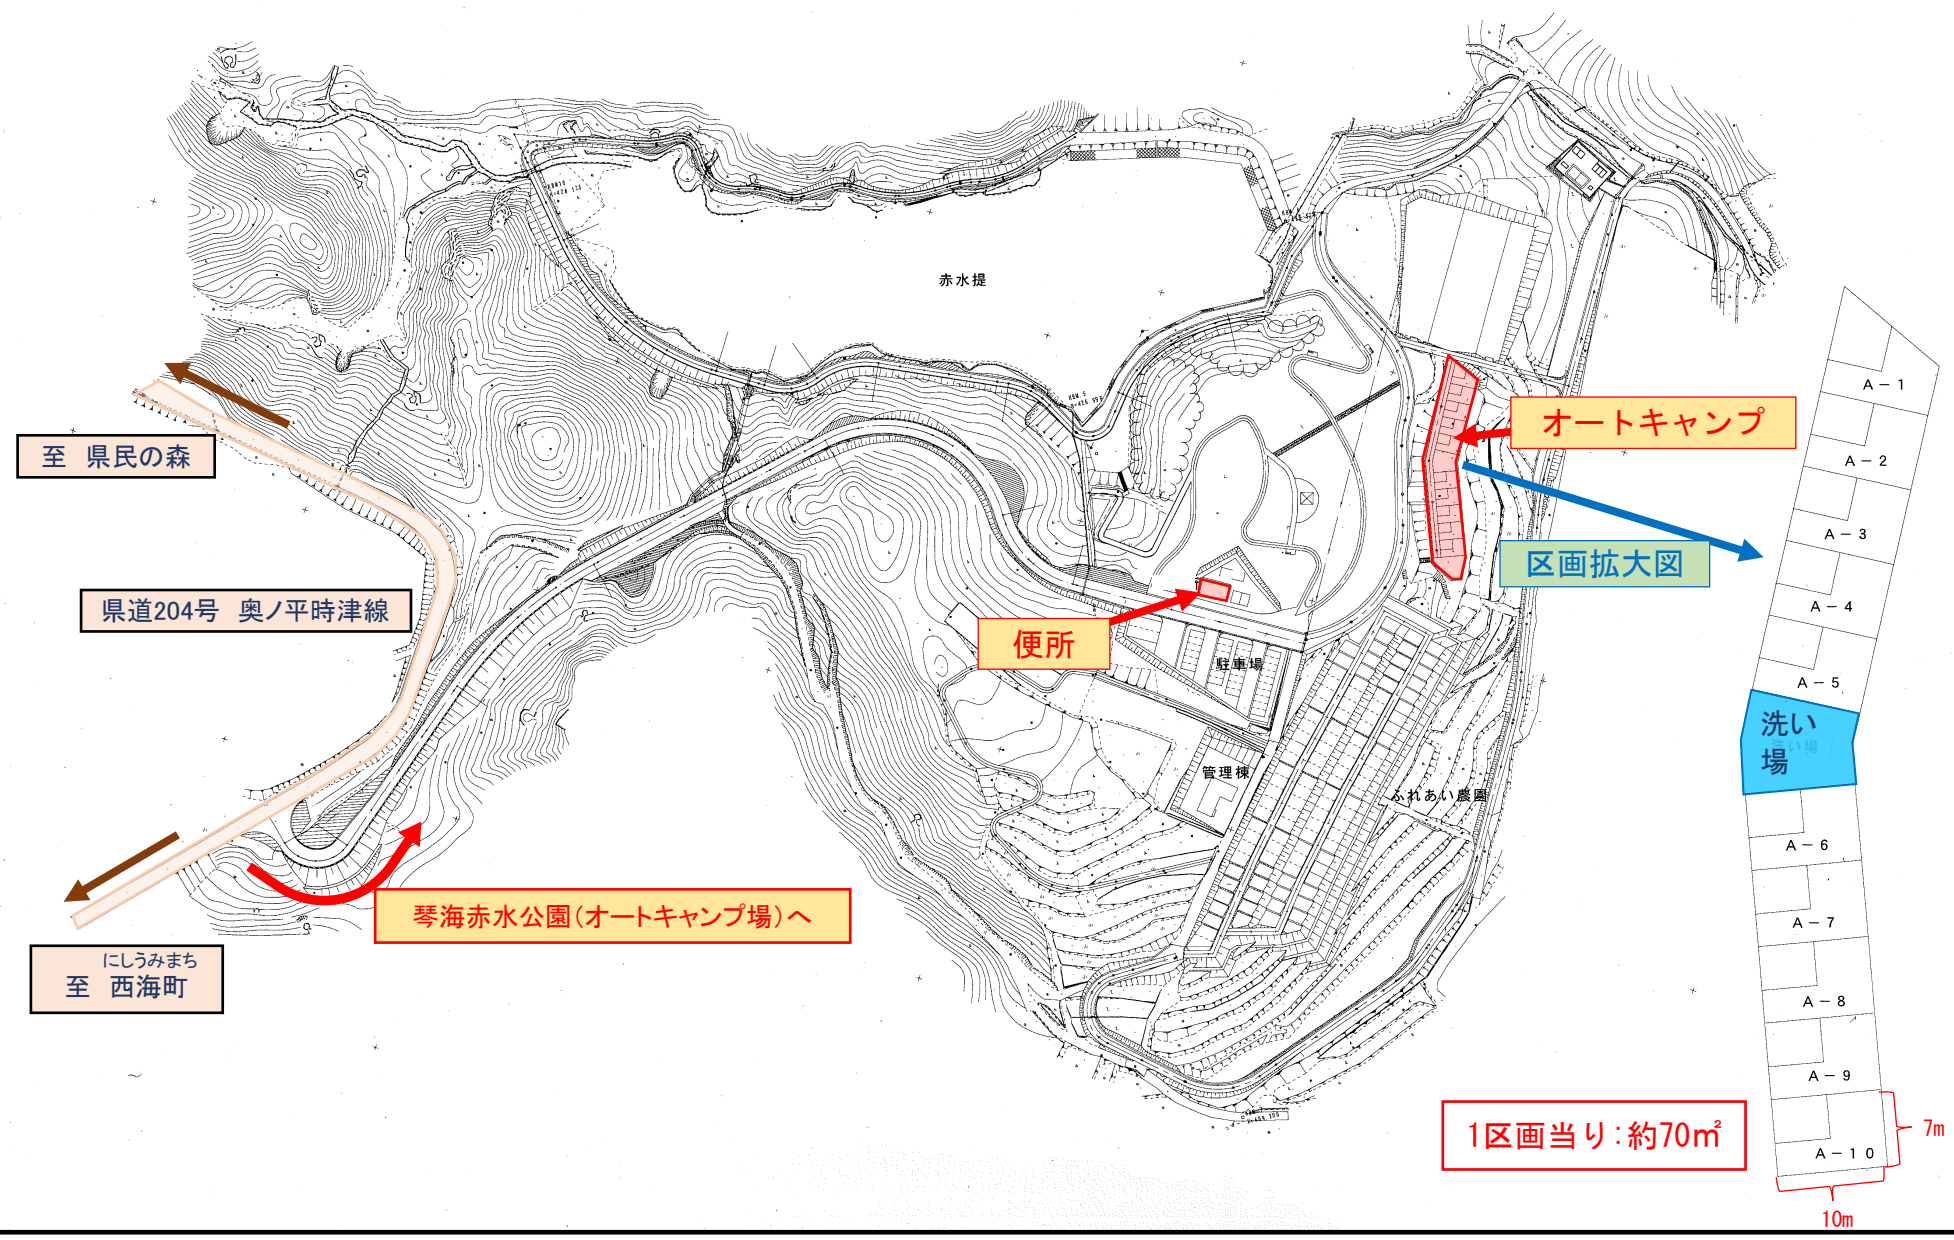 赤水堤
オートキャンプ
至　県民の森
区画拡大図
県道204号　奥ノ平時津線
便所
駐車場
管理棟
ふれあい農園
琴海赤水公園(オートキャンプ場)へ
にしうみまち
至　西海町
A－1
A－2
A－3
A－4
A－5
洗い
場
A－6
A－7
A－8
A－9
A－10
1区画当り：約70㎡
7m
10m